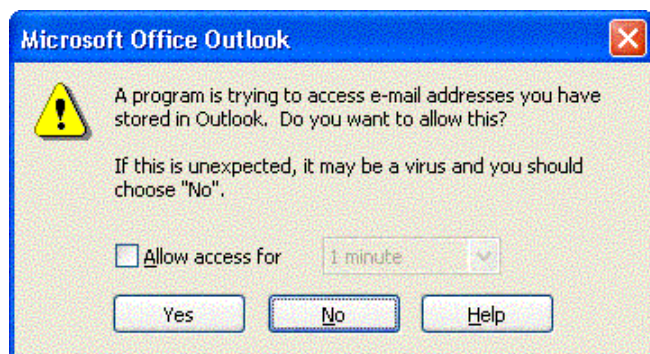 Microsoft Office Outlook
A program is trying to access e-mail addresses you have
stored in Outlook. Do you want to allow this?
If this is unexpected, it may be a virus and you should
choose "No".
Allow access for 1 minute
Yes No Help